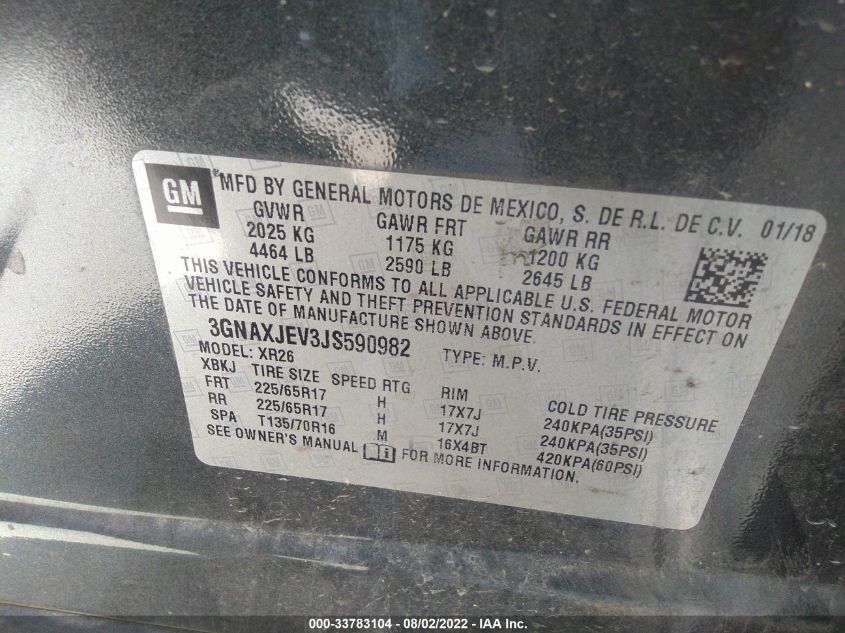 GM
MFD BY GENERAL MOTORS DE MEXICO, S. DE R.L. DE C.V. 01/18
GVWR GAWR FRT GAWR RR
2025 KG 1175 KG 1200 KG
4464 LB 2590 LB 2645 LB
THIS VEHICLE CONFORMS TO ALL APPLICABLE U.S. FEDERAL MOTOR
VEHICLE SAFETY AND THEFT PREVENTION STANDARDS IN EFFECT ON
THE DATE OF MANUFACTURE SHOWN ABOVE.
3GNAXJEV3JS590982 TYPE: M.P.V.
MODEL: XR26
XBKJ TIRE SIZE SPEED RTG RIM COLD TIRE PRESSURE
FRT 225/65R17 H 17X7J 240KPA(35PSI)
RR 225/65R17 H 17X7J 240KPA(35PSI)
SPA T135/70R16 M 16X4BT 420KPA(60PSI)
SEE OWNER'S MANUAL FOR MORE INFORMATION.
000-33783104 - 08/02/2022 - IAA Inc.